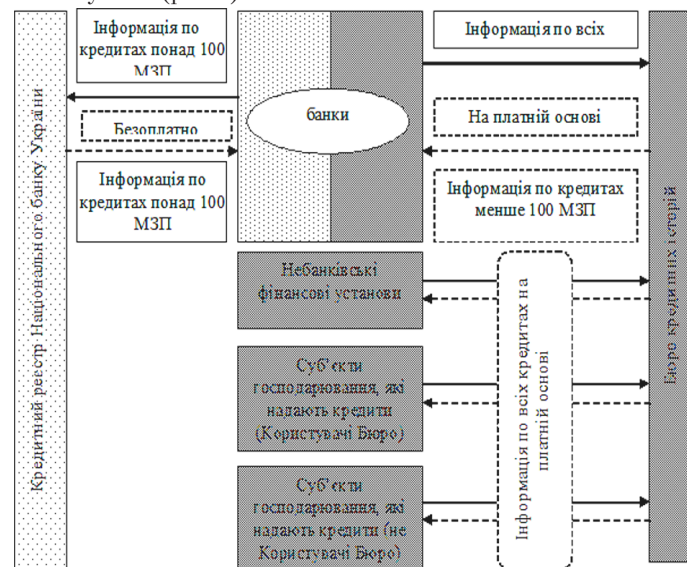 Інформація по
кредитах понад 100
МЗП
Безоплатно
Інформація по
кредитах понад 100
МЗП
банки
Інформація по всіх
На платній основі
Інформація по кредитах
менше 100 МЗП
Кредитний реєстр Національного банку України
Небанківські
фінансові установи
Суб'єкти
господарювання, які
надають кредити
(Користувачі Бюро)
Суб'єкти
господарювання, які
надають кредити (не
Користувачі Бюро)
Інформація по всіх кредитах на
платній основі
Бюро кредитних історій